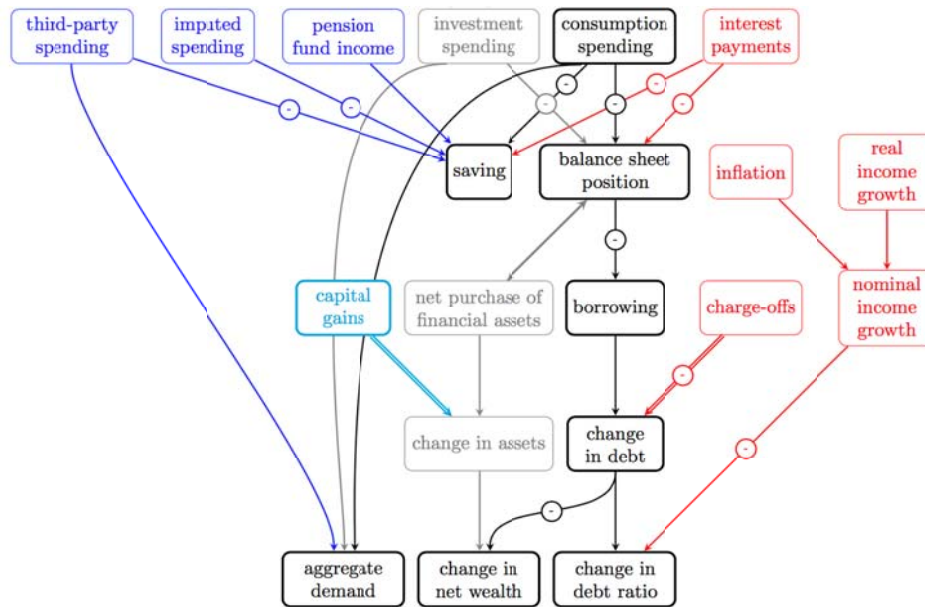 third-party
spending
imputed
spending
pension
fund income
investment
spending
consumption
spending
interest
payments
-
-
-
-
-
-
-
saving
balance sheet
position
inflation
real
income
growth
-
capital
gains
net purchase of
financial assets
borrowing
charge-offs
nominal
income
growth
-
change in assets
change
in debt
-
-
aggregate
demand
change in
net wealth
change in
debt ratio